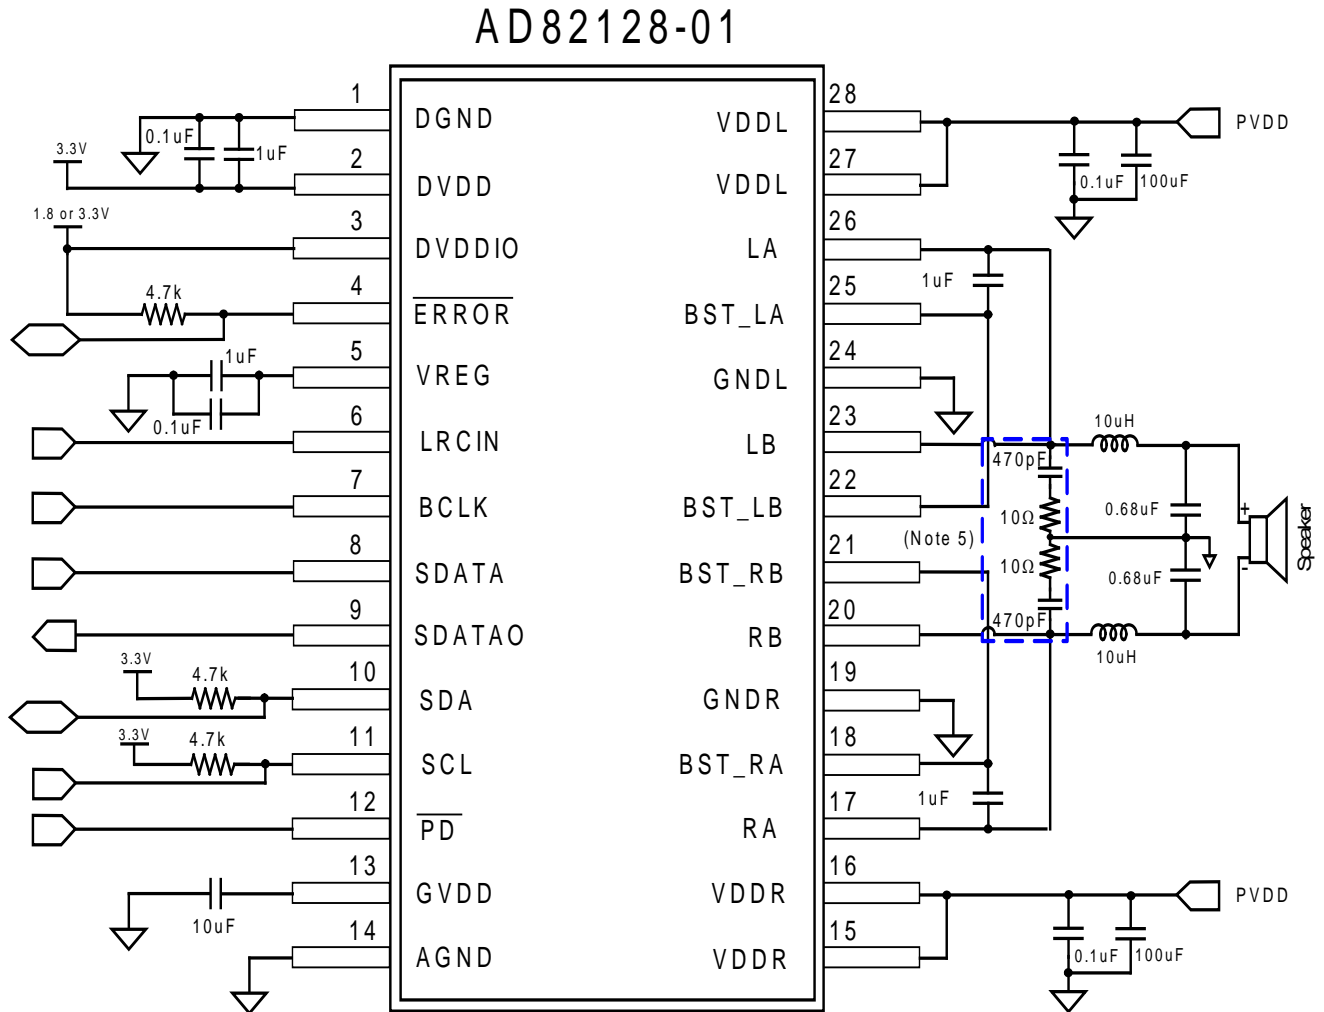 AD82128-01
1
DGND
0.1uF
1uF
3.3V
2
DVDD
1.8 or 3.3V
3
DVDDIO
4.7k
4
ERROR
5
VREG
1uF
0.1uF
6
LRCIN
7
BCLK
8
SDATA
9
SDATAO
3.3V
4.7k
10
SDA
3.3V
4.7k
11
SCL
12
PD
13
GVDD
10uF
14
AGND
28
VDDL
PVDD
27
VDDL
0.1uF
100uF
26
LA
1uF
25
BST_LA
24
GNDL
23
LB
10uH
470pF
22
BST_LB
10Ω
0.68uF
(Note 5)
+
Speaker
-
21
BST_RB
10Ω
0.68uF
470pF
20
RB
10uH
19
GNDR
18
BST_RA
1uF
17
RA
16
VDDR
PVDD
15
VDDR
0.1uF
100uF